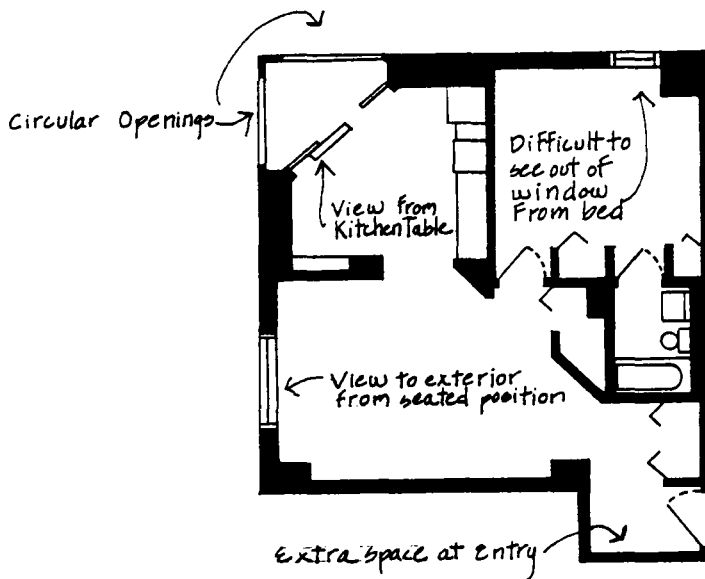 Circular Openings
Difficult to
see out of
window
From bed
View from
Kitchen Table
View to exterior
from seated position
Extra space at Entry